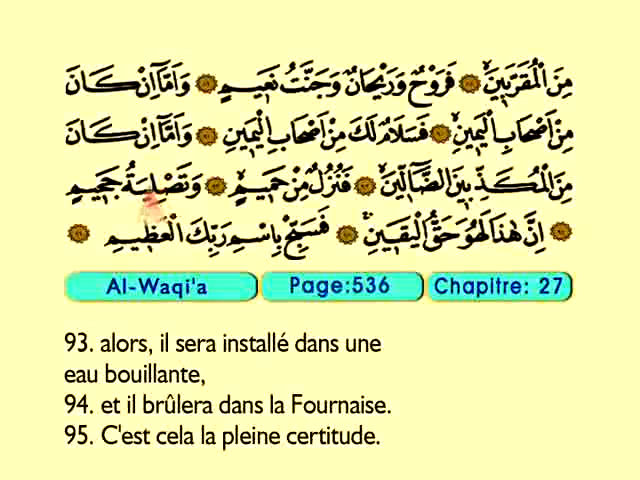 مِنَ الْمُقَرَّبِينَ فَرَوْحٌ وَرَيْحَانٌ وَجَنَّتُ نَعِيمٍ وَاَمَّٓا اِنْ كَانَ
مِنْ اَصْحَابِ الْيَمِينِ فَسَلَامٌ لَكَ مِنْ اَصْحَابِ الْيَمِينِ وَاَمَّٓا اِنْ كَانَ
مِنَ الْمُكَذِّبِينَ الضَّٓالِّينَ فَنُزُلٌ مِنْ حَمِيمٍ وَتَصْلِيَةُ جَحِيمٍ
اِنَّ هٰذَا لَهُوَ حَقُّ الْيَقِينِ فَسَبِّحْ بِاسْمِ رَبِّكَ الْعَظِيمِ
Al-Waqi'a Page:536 Chapitre: 27
93. alors, il sera installé dans une
eau bouillante,
94. et il brûlera dans la Fournaise.
95. C'est cela la pleine certitude.